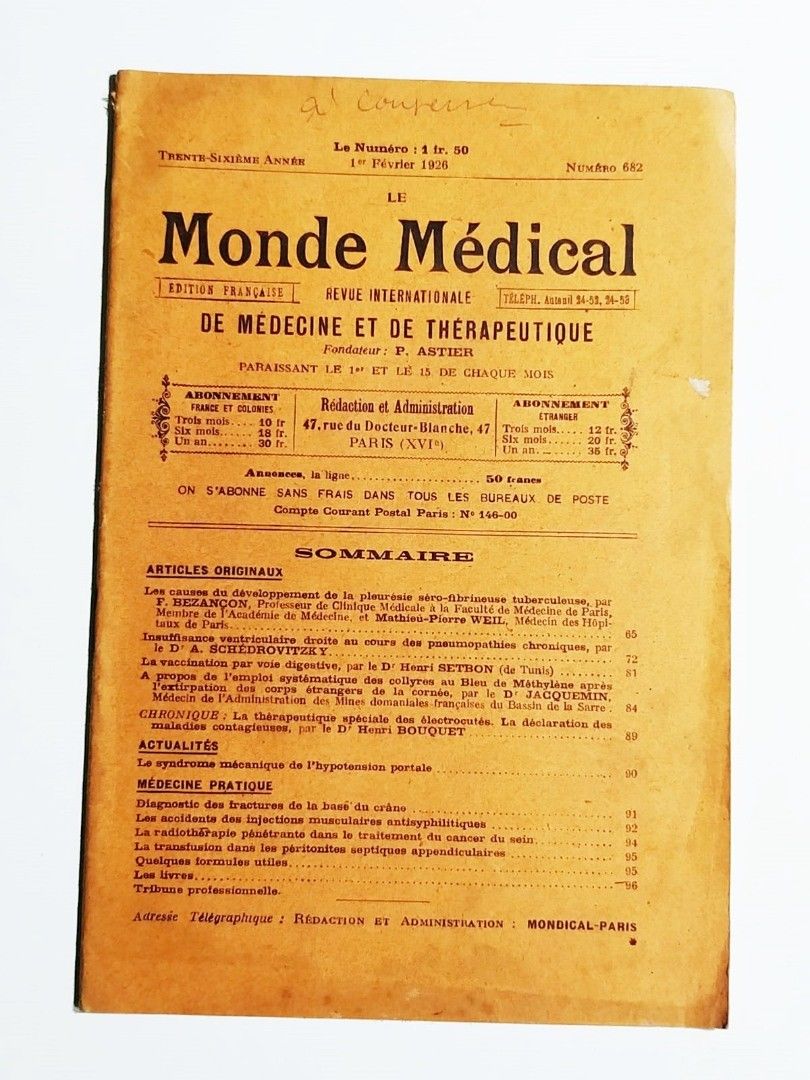 à conserver
Le Numéro : 1 fr. 50
TRENTE-SIXIÈME ANNÉE 1er Février 1926 NUMÉRO 682
LE
Monde Médical
ÉDITION FRANÇAISE REVUE INTERNATIONALE TÉLÉPH. Auteuil 24-53, 24-53
DE MÉDECINE ET DE THÉRAPEUTIQUE
Fondateur : P. ASTIER
PARAISSANT LE 1er ET LE 15 DE CHAQUE MOIS
ABONNEMENT
FRANCE ET COLONIES
Trois mois.... 10 fr
Six mois...... 18 fr.
Un an........ 30 fr.
Rédaction et Administration
47, rue du Docteur-Blanche, 47
PARIS (XVIe)
ABONNEMENT
ÉTRANGER
Trois mois..... 12 fr.
Six mois....... 20 fr.
Un an......... 35 fr.
Annonces, la ligne........................ 50 francs
ON S'ABONNE SANS FRAIS DANS TOUS LES BUREAUX DE POSTE
Compte Courant Postal Paris : No 146-00
SOMMAIRE
ARTICLES ORIGINAUX
Les causes du développement de la pleurésie séro-fibrineuse tuberculeuse, par
F. BEZANÇON, Professeur de Clinique Médicale à la Faculté de Médecine de Paris,
Membre de l'Académie de Médecine, et Mathieu-Pierre WEIL, Médecin des Hôpi-
taux de Paris........ 65
Insuffisance ventriculaire droite au cours des pneumopathies chroniques, par
le Dr A. SCHÉDROVITZKY........ 72
La vaccination par voie digestive, par le Dr Henri SETBON (de Tunis) ........ 81
A propos de l'emploi systématique des collyres au Bleu de Méthylène après
l'extirpation des corps étrangers de la cornée, par le Dr JACQUEMIN,
Médecin de l'Administration des Mines domaniales françaises du Bassin de la Sarre . 84
CHRONIQUE : La thérapeutique spéciale des électrocutés. La déclaration des
maladies contagieuses, par le Dr Henri BOUQUET ........ 89
ACTUALITÉS
Le syndrome mécanique de l'hypotension portale ........ 90
MÉDECINE PRATIQUE
Diagnostic des fractures de la base du crâne ........ 91
Les accidents des injections musculaires antisyphilitiques ........ 92
La radiothérapie pénétrante dans le traitement du cancer du sein ........ 94
La transfusion dans les péritonites septiques appendiculaires ........ 95
Quelques formules utiles........ 95
Les livres........ 96
Tribune professionnelle.
Adresse Télégraphique : RÉDACTION ET ADMINISTRATION : MONDICAL-PARIS